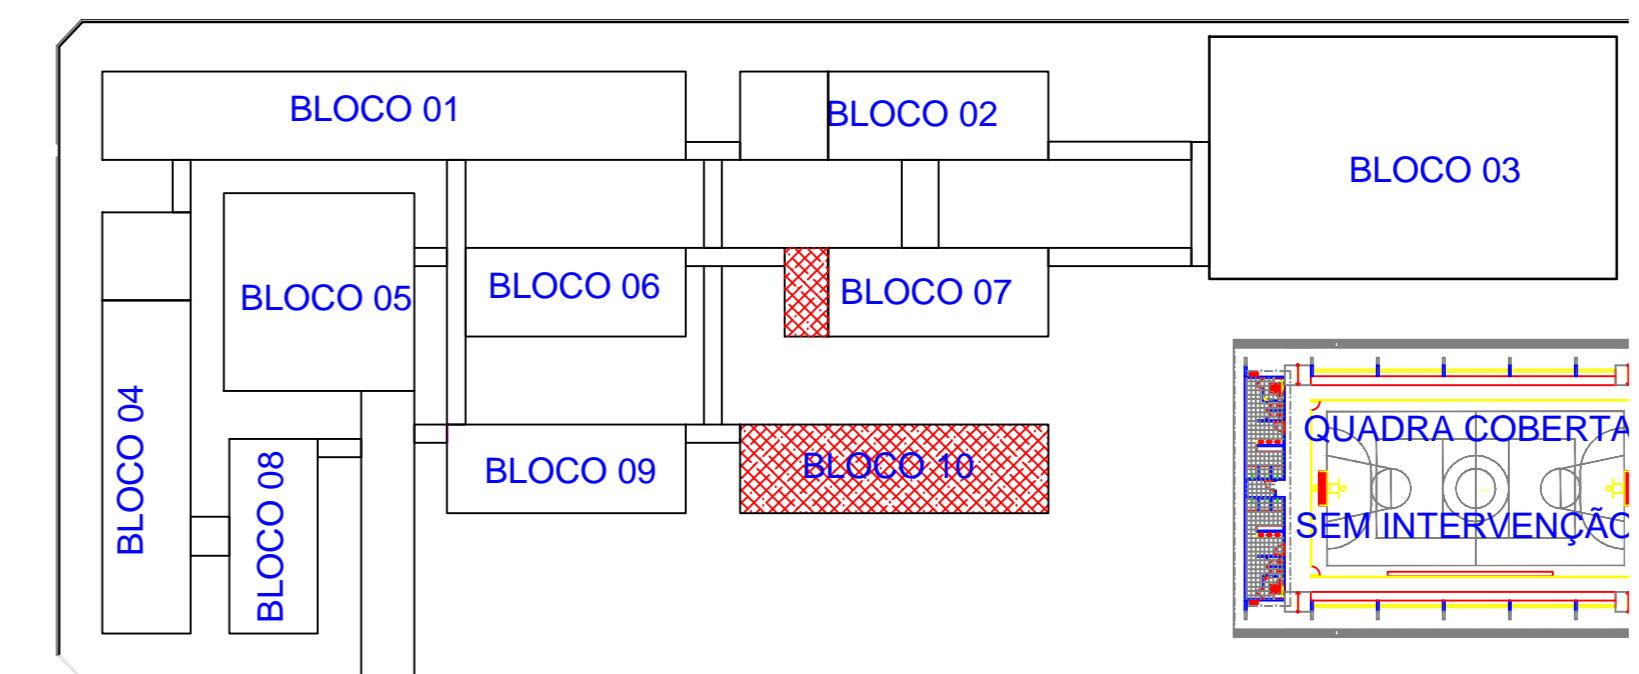 BLOCO 01
BLOCO 02
BLOCO 03
BLOCO 04
BLOCO 05
BLOCO 06
BLOCO 07
BLOCO 08
BLOCO 09
BLOCO 10
QUADRA COBERTA
SEM INTERVENÇÃO